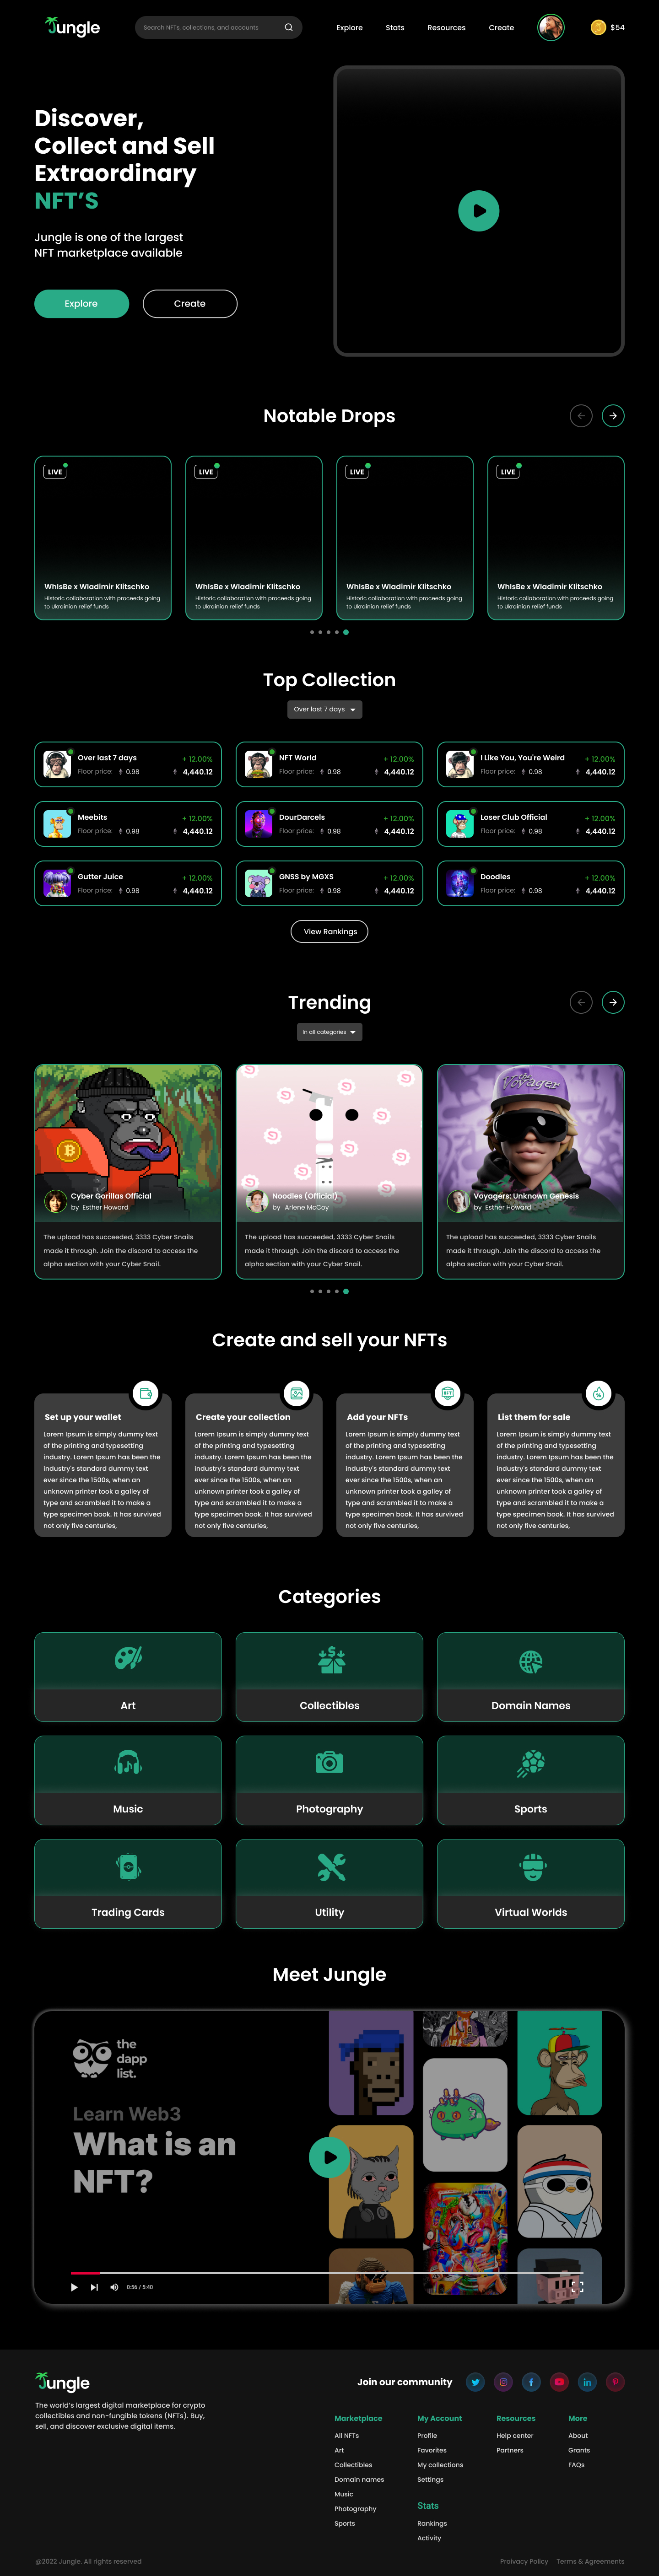 Jungle
Search NFTs, collections, and accounts
Explore
Stats
Resources
Create
$54
Discover,
Collect and Sell
Extraordinary
NFT’S
Jungle is one of the largest
NFT marketplace available
Explore
Create
Notable Drops
LIVE
WhIsBe x Wladimir Klitschko
Historic collaboration with proceeds going
to Ukrainian relief funds
LIVE
WhIsBe x Wladimir Klitschko
Historic collaboration with proceeds going
to Ukrainian relief funds
LIVE
WhIsBe x Wladimir Klitschko
Historic collaboration with proceeds going
to Ukrainian relief funds
LIVE
WhIsBe x Wladimir Klitschko
Historic collaboration with proceeds going
to Ukrainian relief funds
Top Collection
Over last 7 days
Over last 7 days
+ 12.00%
Floor price: 0.98
4,440.12
NFT World
+ 12.00%
Floor price: 0.98
4,440.12
I Like You, You're Weird
+ 12.00%
Floor price: 0.98
4,440.12
Meebits
+ 12.00%
Floor price: 0.98
4,440.12
DourDarcels
+ 12.00%
Floor price: 0.98
4,440.12
Loser Club Official
+ 12.00%
Floor price: 0.98
4,440.12
Gutter Juice
+ 12.00%
Floor price: 0.98
4,440.12
GNSS by MGXS
+ 12.00%
Floor price: 0.98
4,440.12
Doodles
+ 12.00%
Floor price: 0.98
4,440.12
View Rankings
Trending
In all categories
Cyber Gorillas Official
by Esther Howard
The upload has succeeded, 3333 Cyber Snails
made it through. Join the discord to access the
alpha section with your Cyber Snail.
Noodles (Official)
by Arlene McCoy
The upload has succeeded, 3333 Cyber Snails
made it through. Join the discord to access the
alpha section with your Cyber Snail.
the
Voyager
Voyagers: Unknown Genesis
by Esther Howard
The upload has succeeded, 3333 Cyber Snails
made it through. Join the discord to access the
alpha section with your Cyber Snail.
Create and sell your NFTs
Set up your wallet
Lorem Ipsum is simply dummy text
of the printing and typesetting
industry. Lorem Ipsum has been the
industry's standard dummy text
ever since the 1500s, when an
unknown printer took a galley of
type and scrambled it to make a
type specimen book. It has survived
not only five centuries,
Create your collection
Lorem Ipsum is simply dummy text
of the printing and typesetting
industry. Lorem Ipsum has been the
industry's standard dummy text
ever since the 1500s, when an
unknown printer took a galley of
type and scrambled it to make a
type specimen book. It has survived
not only five centuries,
NFT
Add your NFTs
Lorem Ipsum is simply dummy text
of the printing and typesetting
industry. Lorem Ipsum has been the
industry's standard dummy text
ever since the 1500s, when an
unknown printer took a galley of
type and scrambled it to make a
type specimen book. It has survived
not only five centuries,
List them for sale
Lorem Ipsum is simply dummy text
of the printing and typesetting
industry. Lorem Ipsum has been the
industry's standard dummy text
ever since the 1500s, when an
unknown printer took a galley of
type and scrambled it to make a
type specimen book. It has survived
not only five centuries,
Categories
Art
Collectibles
Domain Names
Music
Photography
Sports
Trading Cards
Utility
Virtual Worlds
Meet Jungle
the
dapp
list.
Learn Web3
What is an
NFT?
0:56 / 5:40
Jungle
The world's largest digital marketplace for crypto
collectibles and non-fungible tokens (NFTs). Buy,
sell, and discover exclusive digital items.
Join our community
Marketplace
All NFTs
Art
Collectibles
Domain names
Music
Photography
Sports
My Account
Profile
Favorites
My collections
Settings
Stats
Rankings
Activity
Resources
Help center
Partners
More
About
Grants
FAQs
@2022 Jungle. All rights reserved
Proivacy Policy
Terms & Agreements